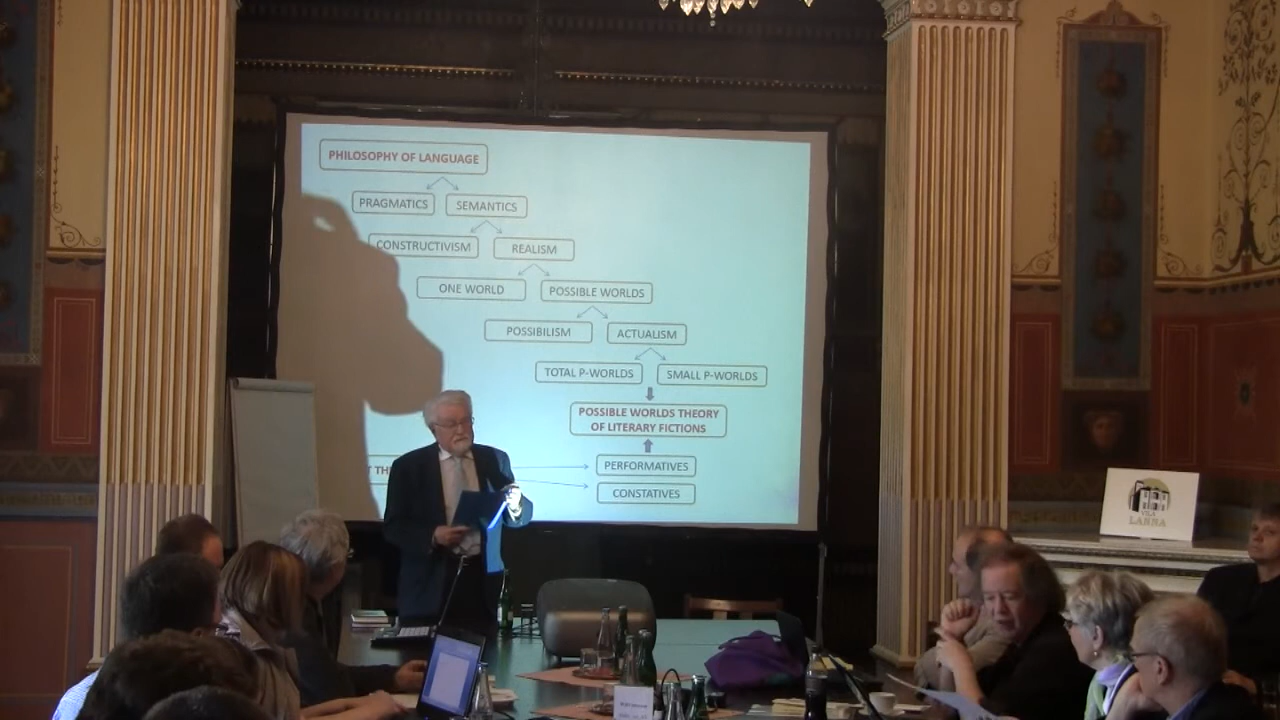 PHILOSOPHY OF LANGUAGE
PRAGMATICS SEMANTICS
CONSTRUCTIVISM REALISM
ONE WORLD POSSIBLE WORLDS
POSSIBILISM ACTUALISM
TOTAL P-WORLDS SMALL P-WORLDS
POSSIBLE WORLDS THEORY
OF LITERARY FICTIONS
PERFORMATIVES
CONSTATIVES
VILA
LANNA